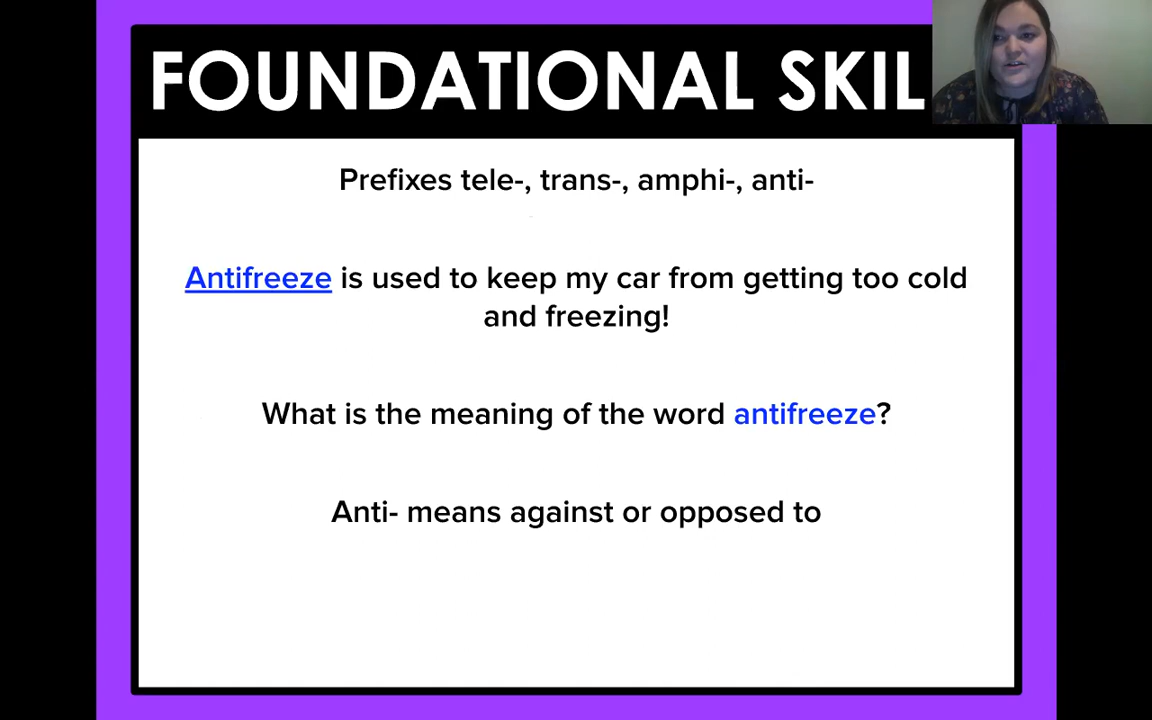 FOUNDATIONAL SKIL
Prefixes tele-, trans-, amphi-, anti-
Antifreeze is used to keep my car from getting too cold
and freezing!
What is the meaning of the word antifreeze?
Anti- means against or opposed to